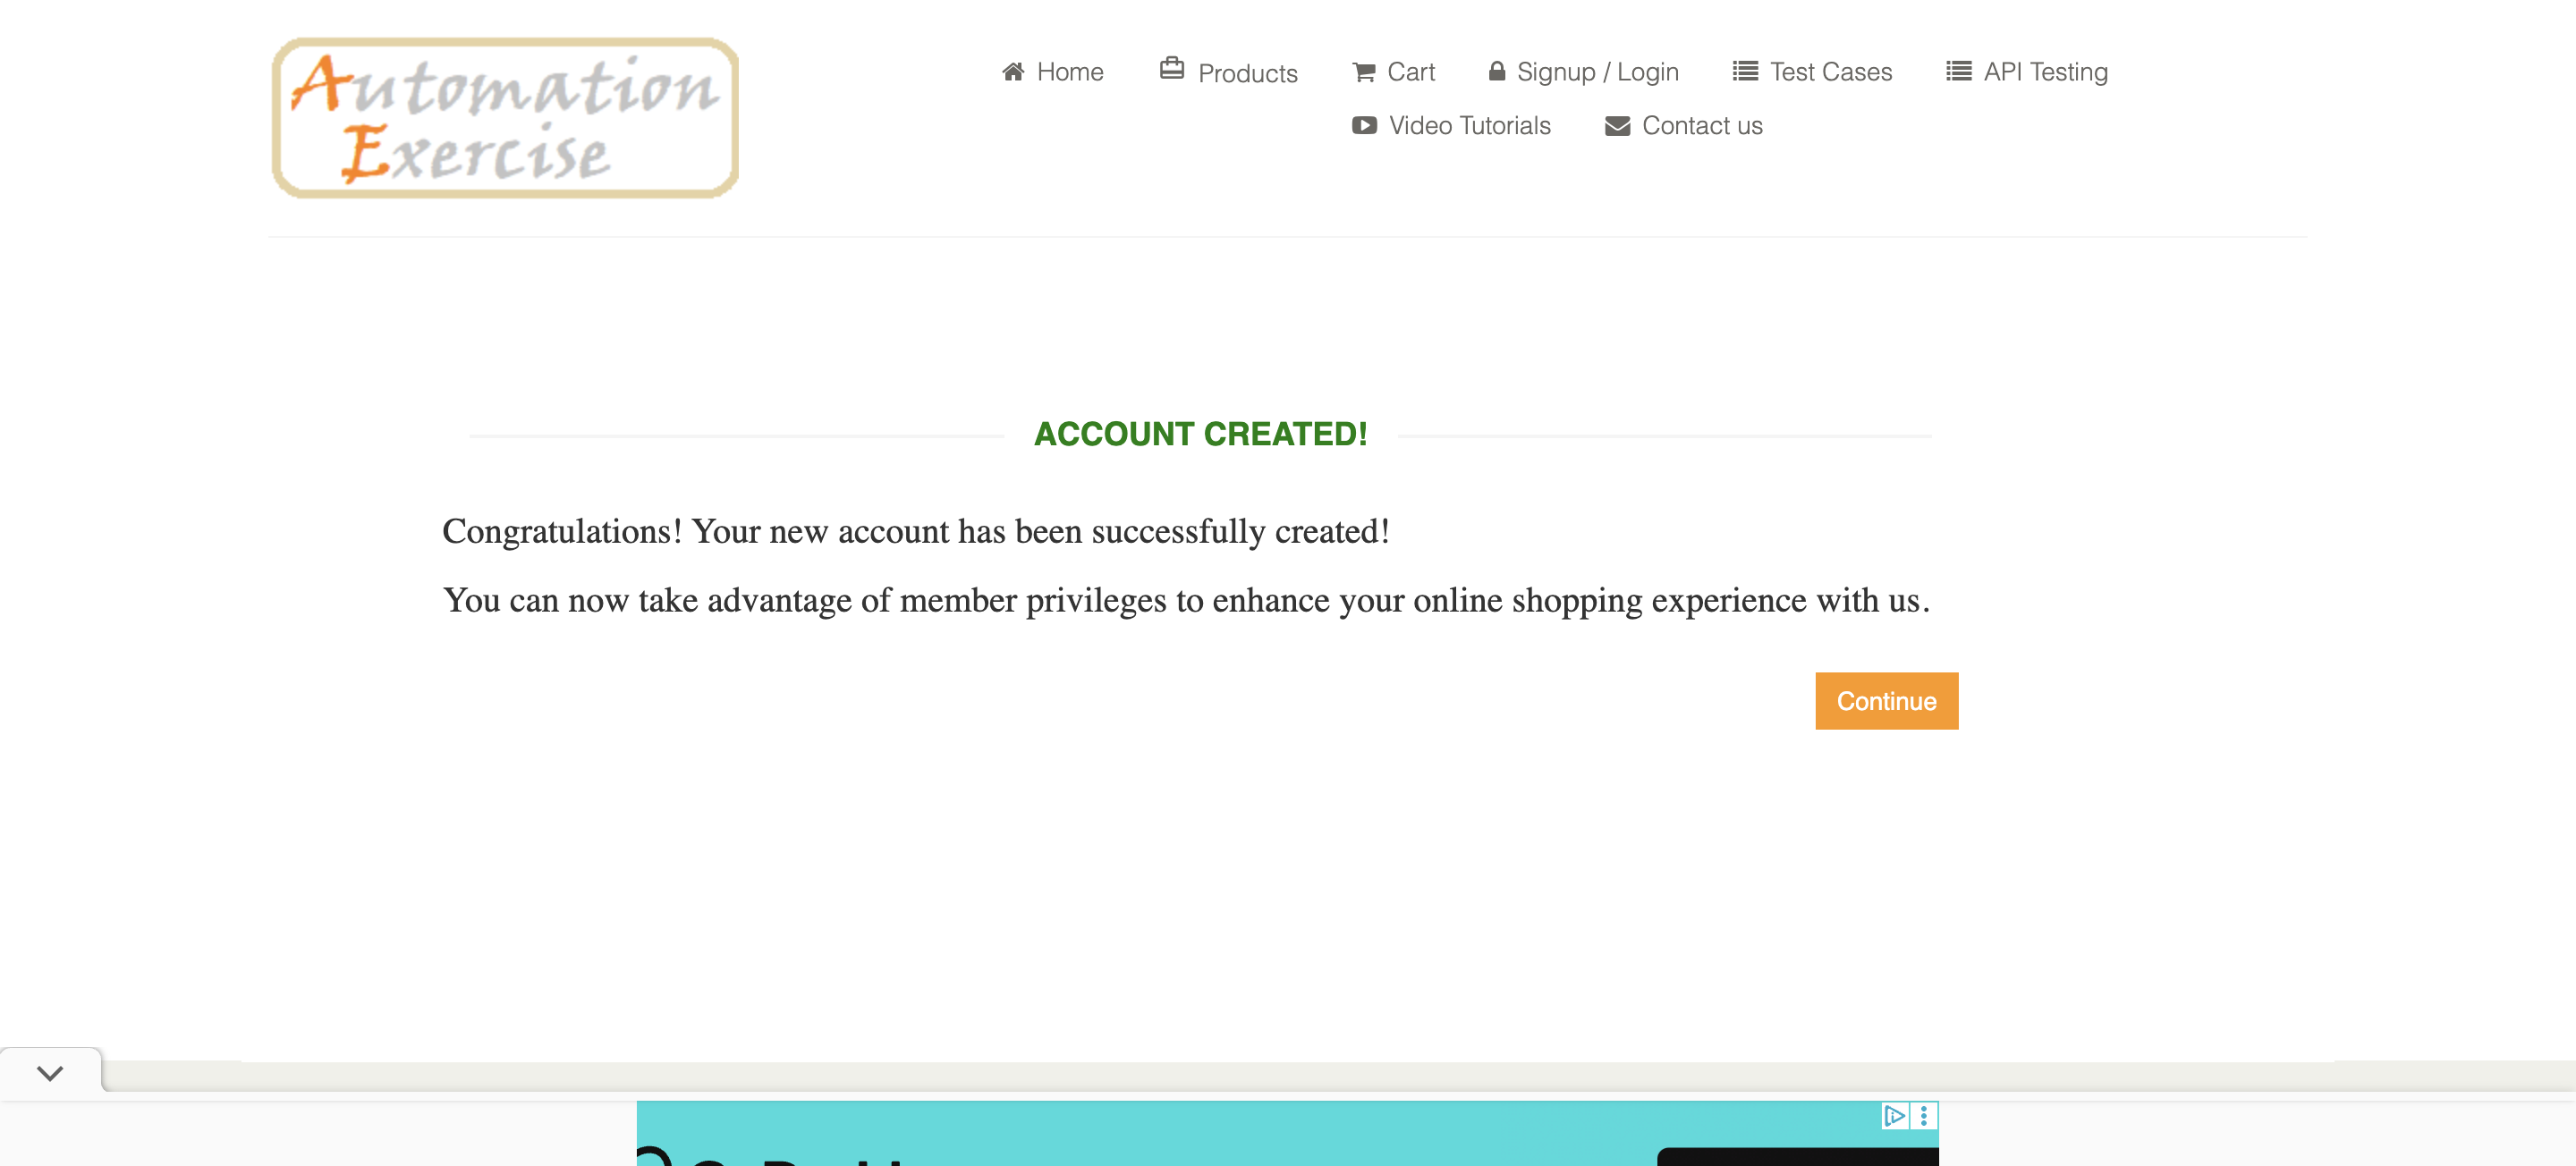 Automation
Exercise
Home
Products
Cart
Signup / Login
Test Cases
API Testing
Video Tutorials
Contact us
ACCOUNT CREATED!
Congratulations! Your new account has been successfully created!
You can now take advantage of member privileges to enhance your online shopping experience with us.
Continue